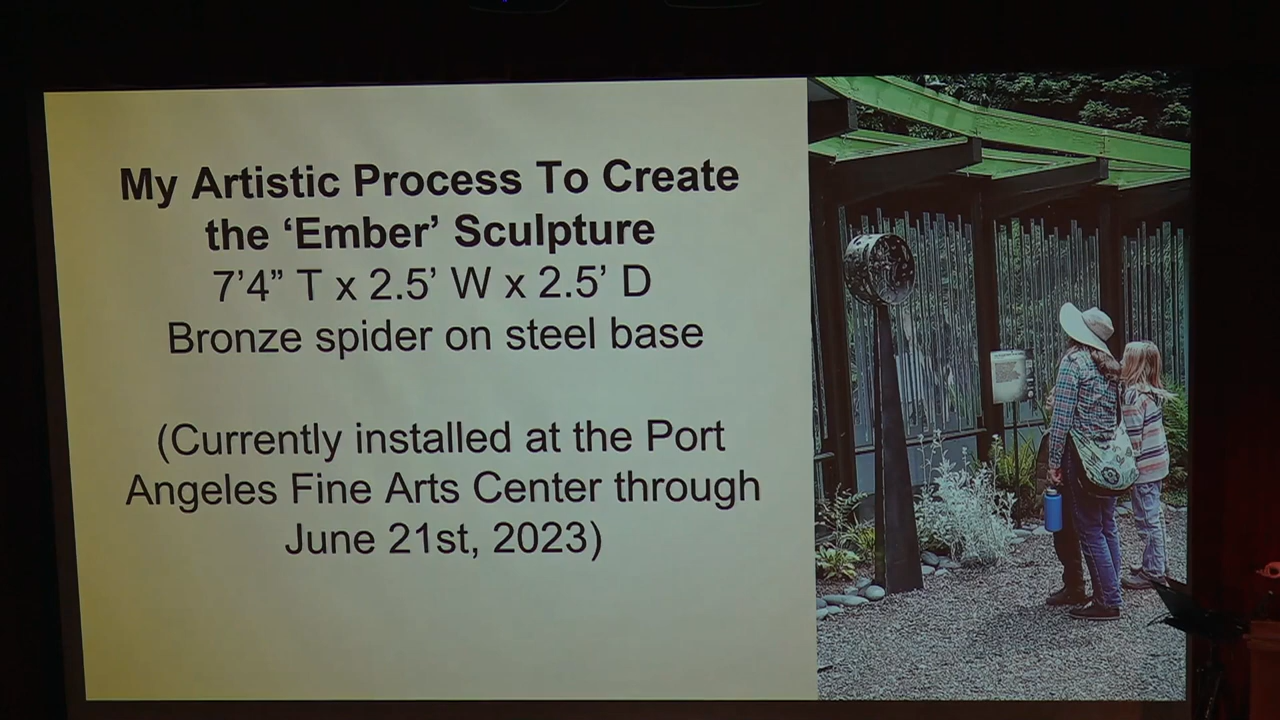 My Artistic Process To Create
the ‘Ember’ Sculpture
7’4” T x 2.5’ W x 2.5’ D
Bronze spider on steel base
(Currently installed at the Port
Angeles Fine Arts Center through
June 21st, 2023)